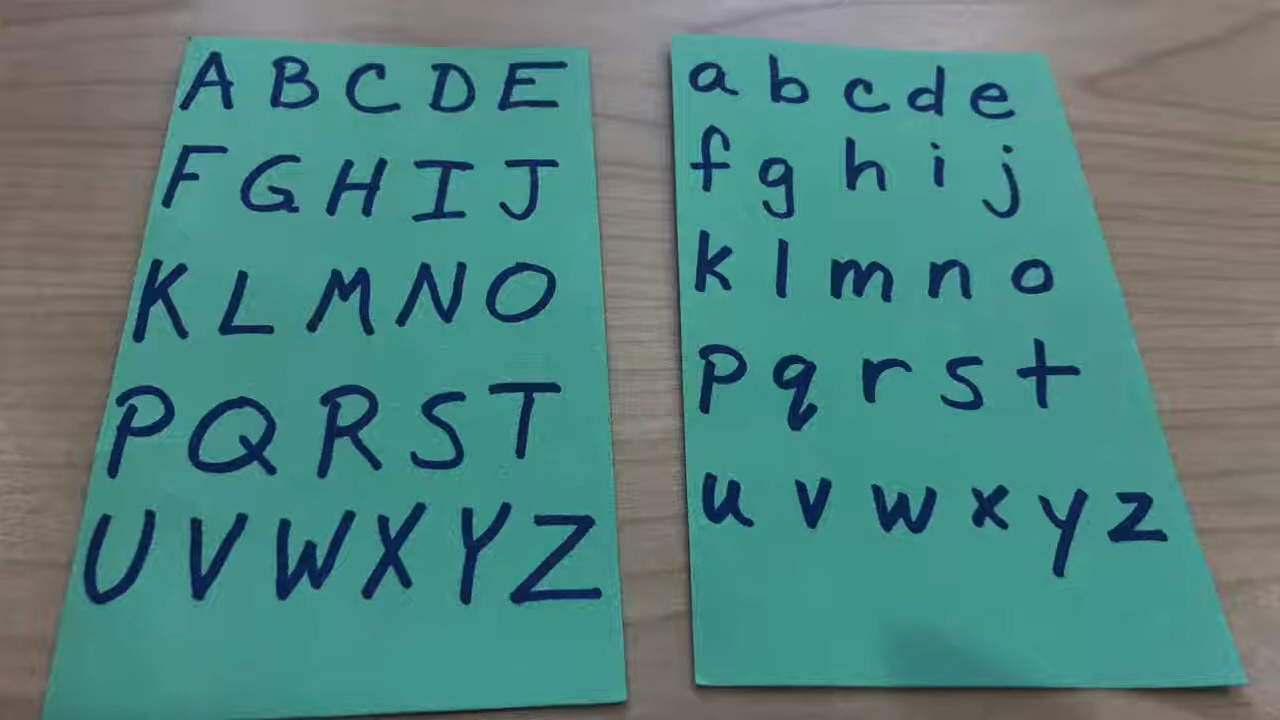 A B C D E
F G H I J
K L M N O
P Q R S T
U V W X Y Z
a b c d e
f g h i j
k l m n o
p q r s t
u v w x y z